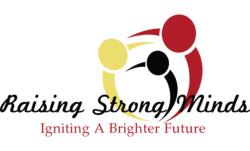 Raising Strong Minds
Igniting A Brighter Future